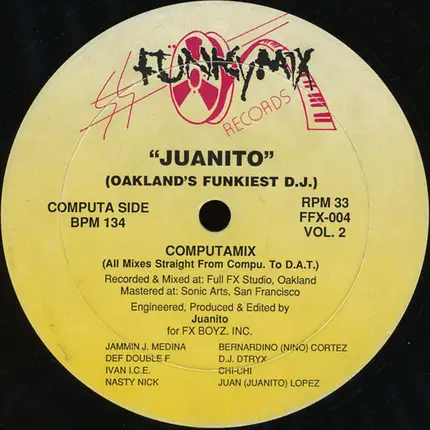 FUNKYMIX
RECORDS
"JUANITO"
(OAKLAND'S FUNKIEST D.J.)
COMPUTA SIDE
BPM 134
RPM 33
FFX-004
VOL. 2
COMPUTAMIX
(All Mixes Straight From Compu. To D.A.T.)
Recorded & Mixed at: Full FX Studio, Oakland
Mastered at: Sonic Arts, San Francisco
Engineered, Produced & Edited by
Juanito
for FX BOYZ. INC.
JAMMIN J. MEDINA
DEF DOUBLE F
IVAN I.C.E.
NASTY NICK
BERNARDINO (NINO) CORTEZ
D.J. DTRYX
CHI-CHI
JUAN (JUANITO) LOPEZ